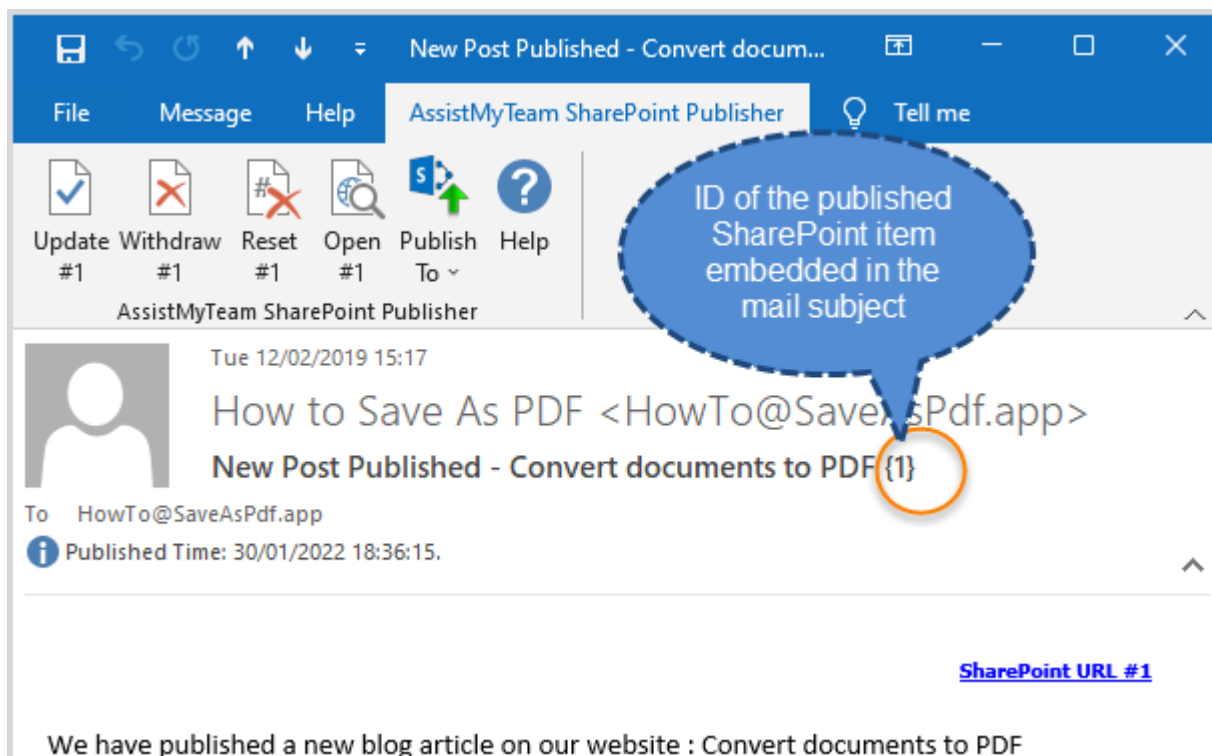 New Post Published - Convert docum...
File Message Help AssistMyTeam SharePoint Publisher Tell me
Update #1 Withdraw #1 Reset #1 Open #1 Publish To Help
AssistMyTeam SharePoint Publisher
ID of the published
SharePoint item
embedded in the
mail subject
Tue 12/02/2019 15:17
How to Save As PDF <HowTo@SaveAsPdf.app>
New Post Published - Convert documents to PDF {1}
To HowTo@SaveAsPdf.app
Published Time: 30/01/2022 18:36:15.
SharePoint URL #1
We have published a new blog article on our website : Convert documents to PDF